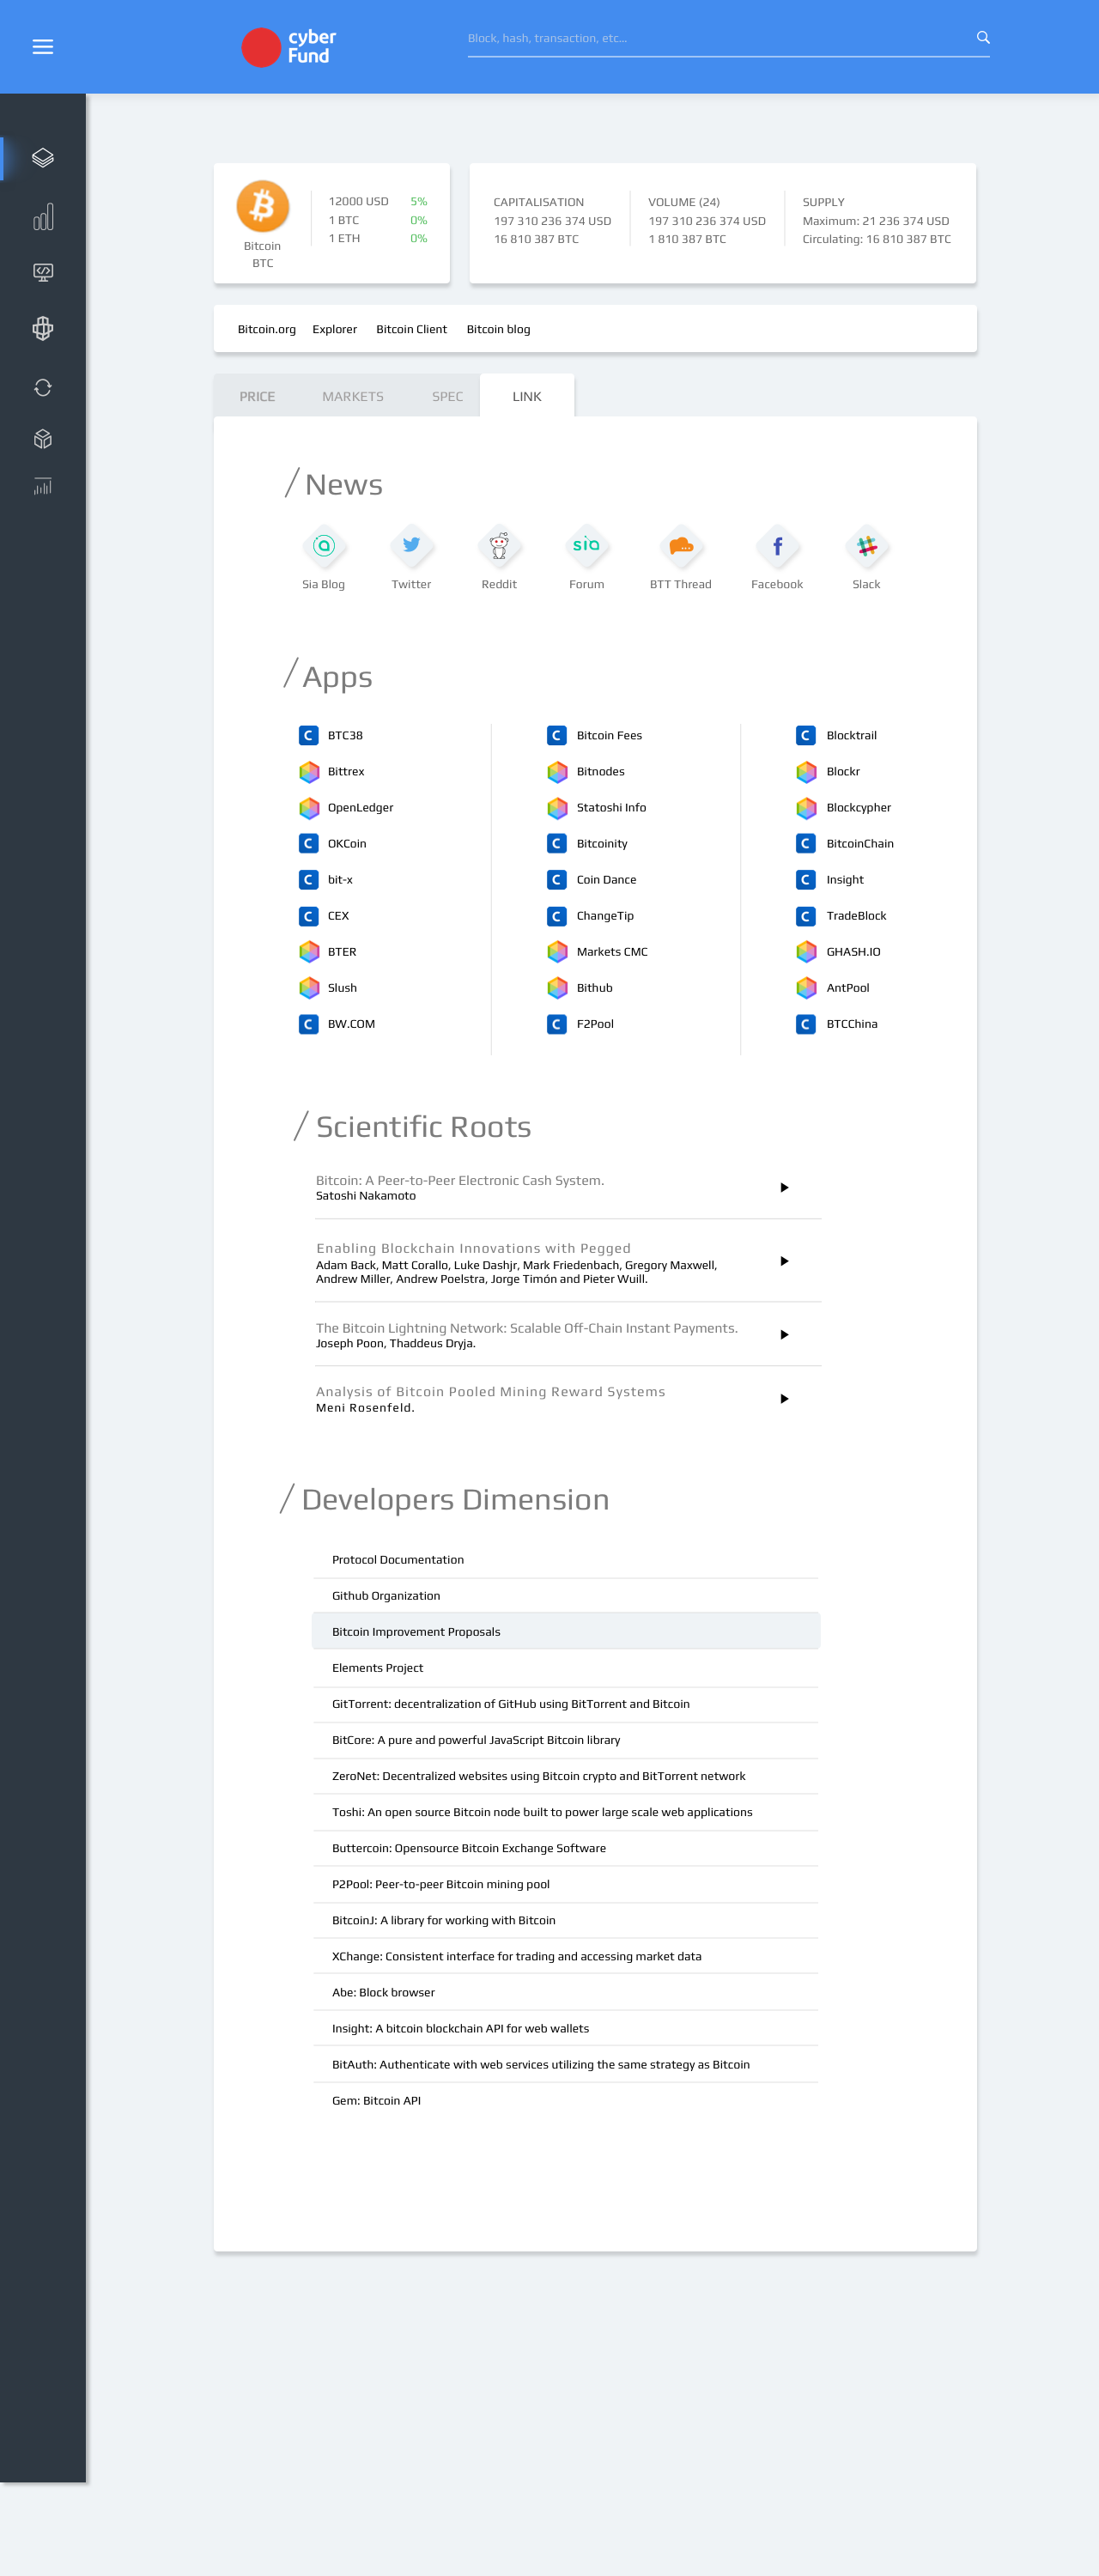 cyber
Fund
Block, hash, transaction, etc...
Bitcoin
BTC
12000 USD 5%
1 BTC 0%
1 ETH 0%
CAPITALISATION
197 310 236 374 USD
16 810 387 BTC
VOLUME (24)
197 310 236 374 USD
1 810 387 BTC
SUPPLY
Maximum: 21 236 374 USD
Circulating: 16 810 387 BTC
Bitcoin.org Explorer Bitcoin Client Bitcoin blog
PRICE MARKETS SPEC LINK
/ News
sia
Sia Blog Twitter Reddit Forum BTT Thread Facebook Slack
/ Apps
C BTC38
Bittrex
OpenLedger
C OKCoin
C bit-x
C CEX
BTER
Slush
C BW.COM
C Bitcoin Fees
Bitnodes
Statoshi Info
C Bitcoinity
C Coin Dance
C ChangeTip
Markets CMC
Bithub
C F2Pool
C Blocktrail
Blockr
Blockcypher
C BitcoinChain
C Insight
C TradeBlock
GHASH.IO
AntPool
C BTCChina
/ Scientific Roots
Bitcoin: A Peer-to-Peer Electronic Cash System.
Satoshi Nakamoto
Enabling Blockchain Innovations with Pegged
Adam Back, Matt Corallo, Luke Dashjr, Mark Friedenbach, Gregory Maxwell,
Andrew Miller, Andrew Poelstra, Jorge Timón and Pieter Wuill.
The Bitcoin Lightning Network: Scalable Off-Chain Instant Payments.
Joseph Poon, Thaddeus Dryja.
Analysis of Bitcoin Pooled Mining Reward Systems
Meni Rosenfeld.
/ Developers Dimension
Protocol Documentation
Github Organization
Bitcoin Improvement Proposals
Elements Project
GitTorrent: decentralization of GitHub using BitTorrent and Bitcoin
BitCore: A pure and powerful JavaScript Bitcoin library
ZeroNet: Decentralized websites using Bitcoin crypto and BitTorrent network
Toshi: An open source Bitcoin node built to power large scale web applications
Buttercoin: Opensource Bitcoin Exchange Software
P2Pool: Peer-to-peer Bitcoin mining pool
BitcoinJ: A library for working with Bitcoin
XChange: Consistent interface for trading and accessing market data
Abe: Block browser
Insight: A bitcoin blockchain API for web wallets
BitAuth: Authenticate with web services utilizing the same strategy as Bitcoin
Gem: Bitcoin API